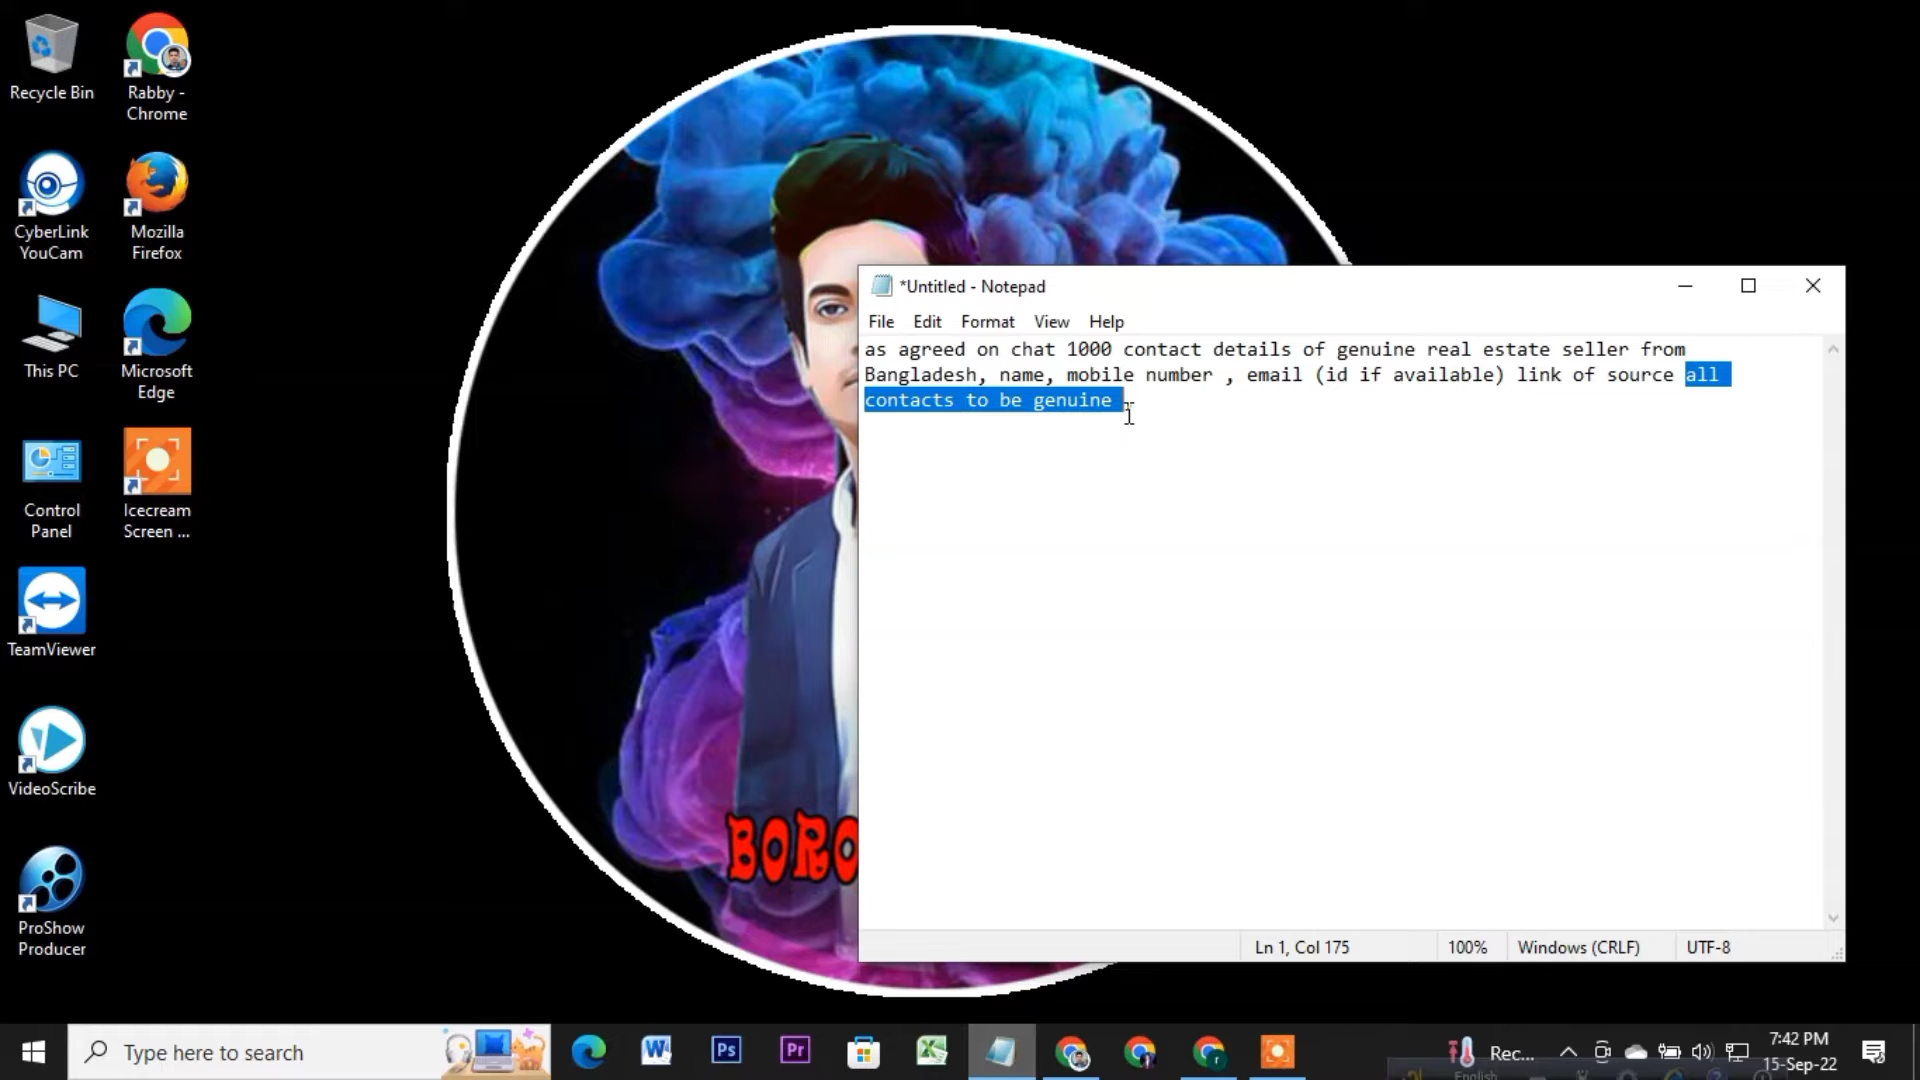 Recycle Bin
Rabby -
Chrome
CyberLink
YouCam
Mozilla
Firefox
This PC
Microsoft
Edge
Control
Panel
Icecream
Screen ...
TeamViewer
VideoScribe
ProShow
Producer
BORO
*Untitled - Notepad
File Edit Format View Help
as agreed on chat 1000 contact details of genuine real estate seller from
Bangladesh, name, mobile number , email (id if available) link of source all
contacts to be genuine
Ln 1, Col 175 100% Windows (CRLF) UTF-8
Type here to search
W
Ps
Pr
Rec...
7:42 PM
15-Sep-22
English